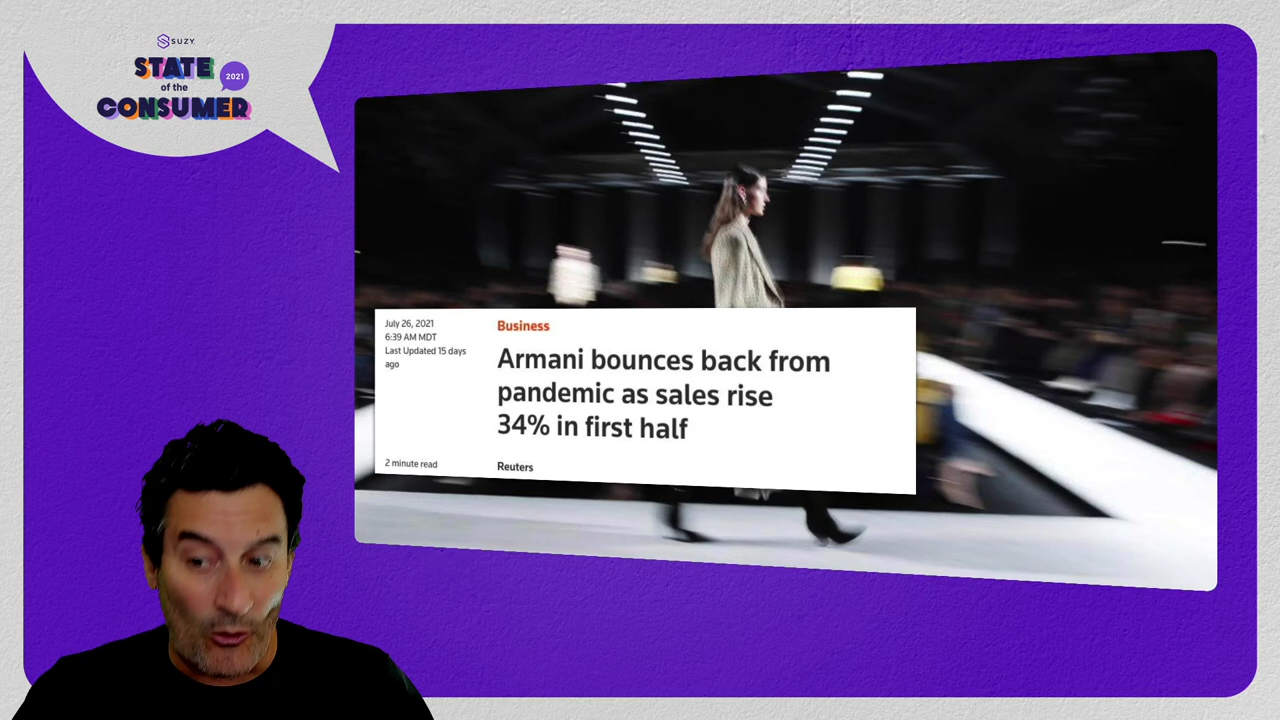 SUZY
STATE
2021
of the
CONSUMER
July 26, 2021
6:39 AM MDT
Last Updated 15 days
ago
2 minute read
Business
Armani bounces back from
pandemic as sales rise
34% in first half
Reuters